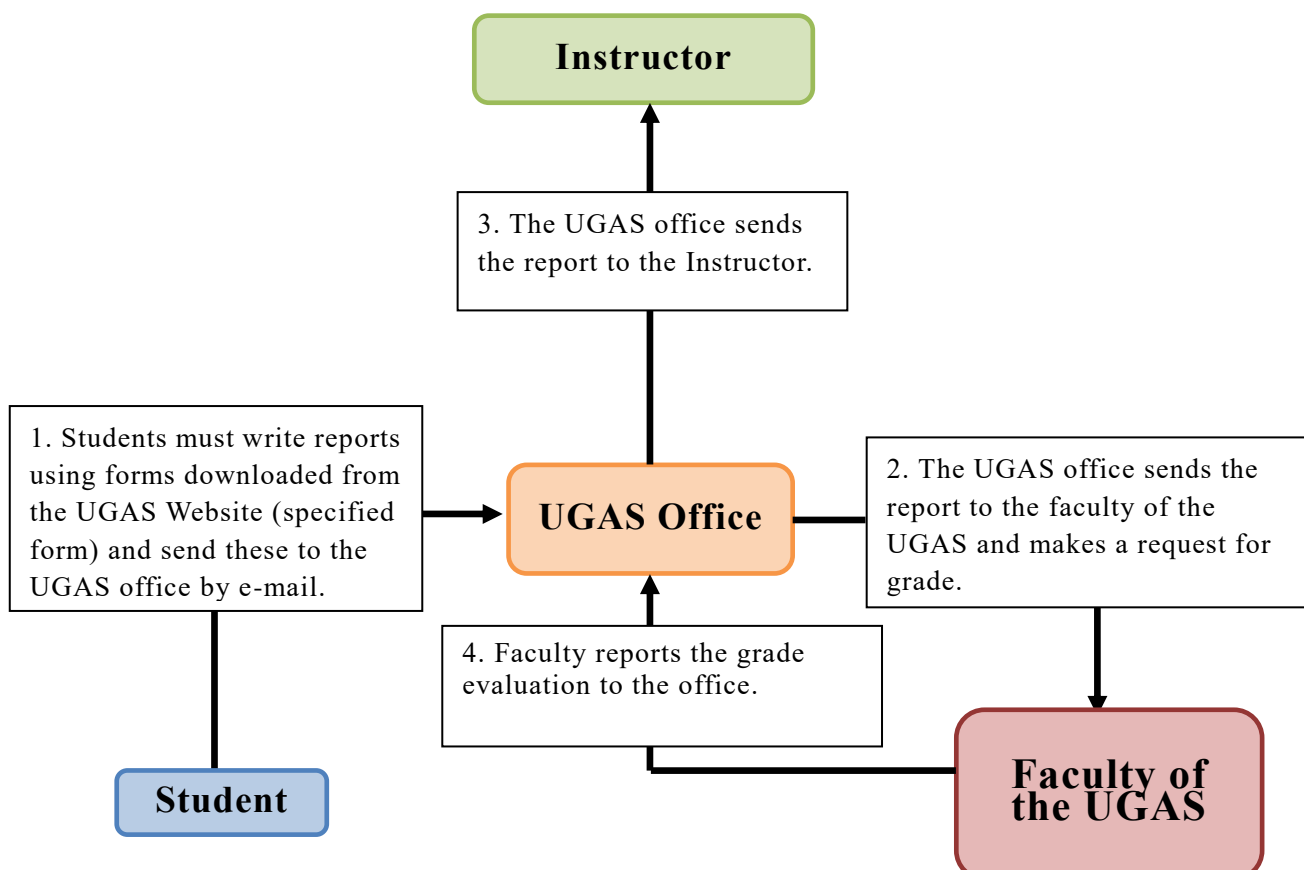 Instructor
3. The UGAS office sends
the report to the Instructor.
1. Students must write reports
using forms downloaded from
the UGAS Website (specified
form) and send these to the
UGAS office by e-mail.
UGAS Office
2. The UGAS office sends the
report to the faculty of the
UGAS and makes a request for
grade.
4. Faculty reports the grade
evaluation to the office.
Student
Faculty of
the UGAS